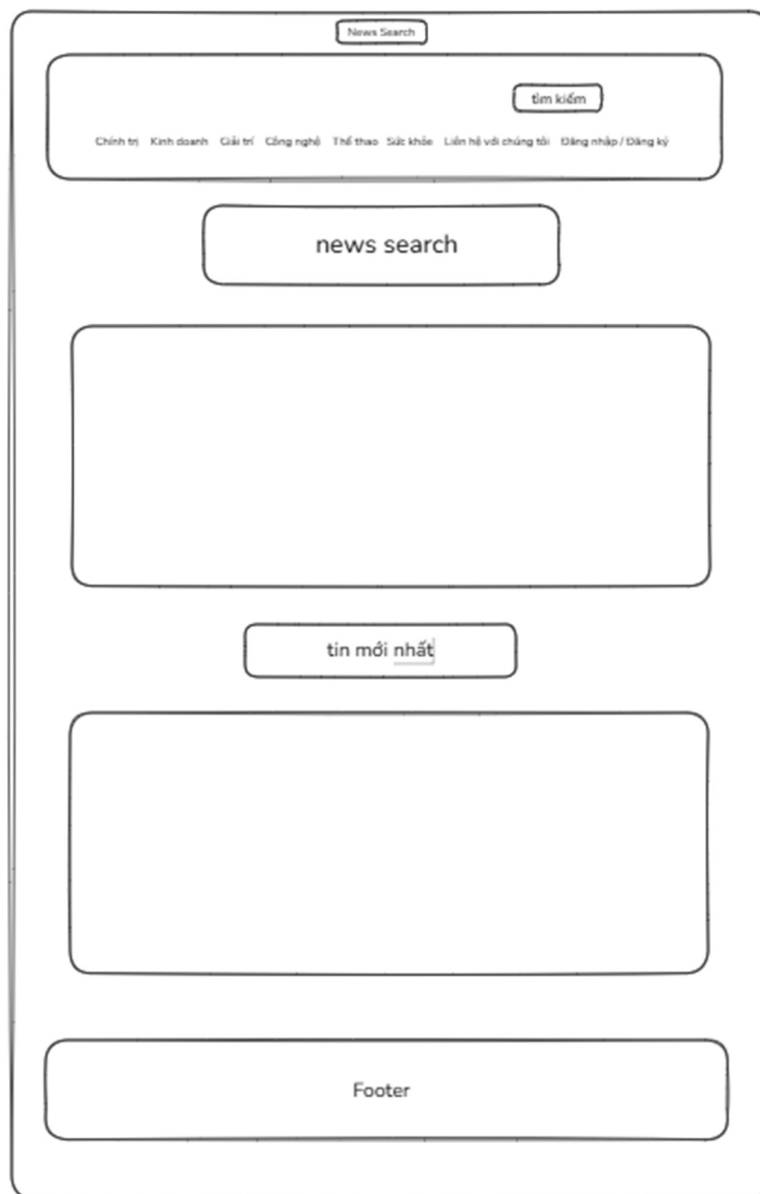 News Search
tìm kiếm
Chính trị Kinh doanh Giải trí Công nghệ Thể thao Sức khỏe Liên hệ với chúng tôi Đăng nhập / Đăng ký
news search
tin mới nhất
Footer